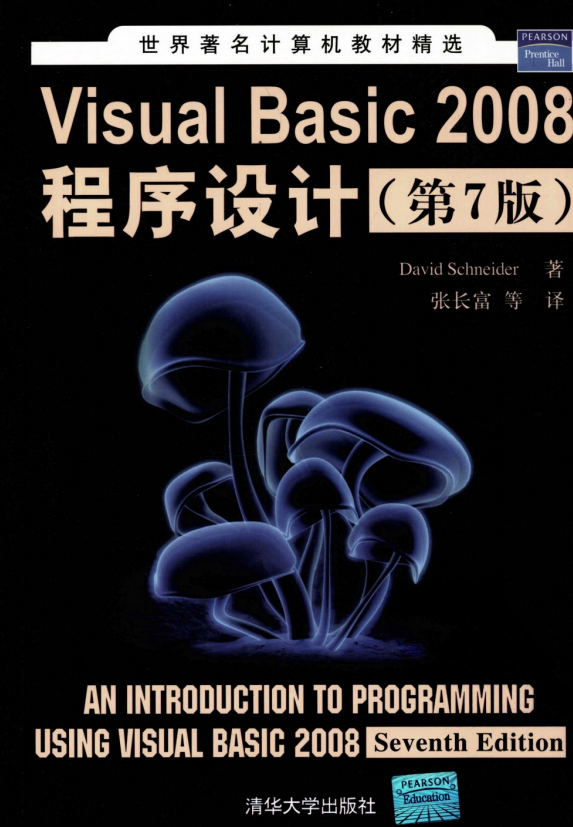 世界著名计算机教材精选
PEARSON
Prentice
Hall
Visual Basic 2008
程序设计(第7版)
David Schneider 著
张长富 等 译
AN INTRODUCTION TO PROGRAMMING
USING VISUAL BASIC 2008 Seventh Edition
PEARSON
Education
清华大学出版社